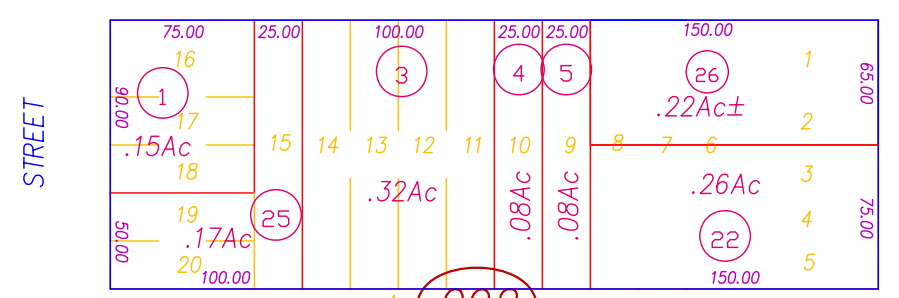 75.00 25.00 100.00 25.00 25.00 150.00
16 1
3 4 5 26
65.00
90.00 1
.22Ac±
17 2
STREET
.15Ac 15 14 13 12 11 10 9 8 7 6
18 3
.32Ac .08Ac .08Ac .26Ac
19 25 4
75.00
50.00 .17Ac 22
20 5
100.00 150.00